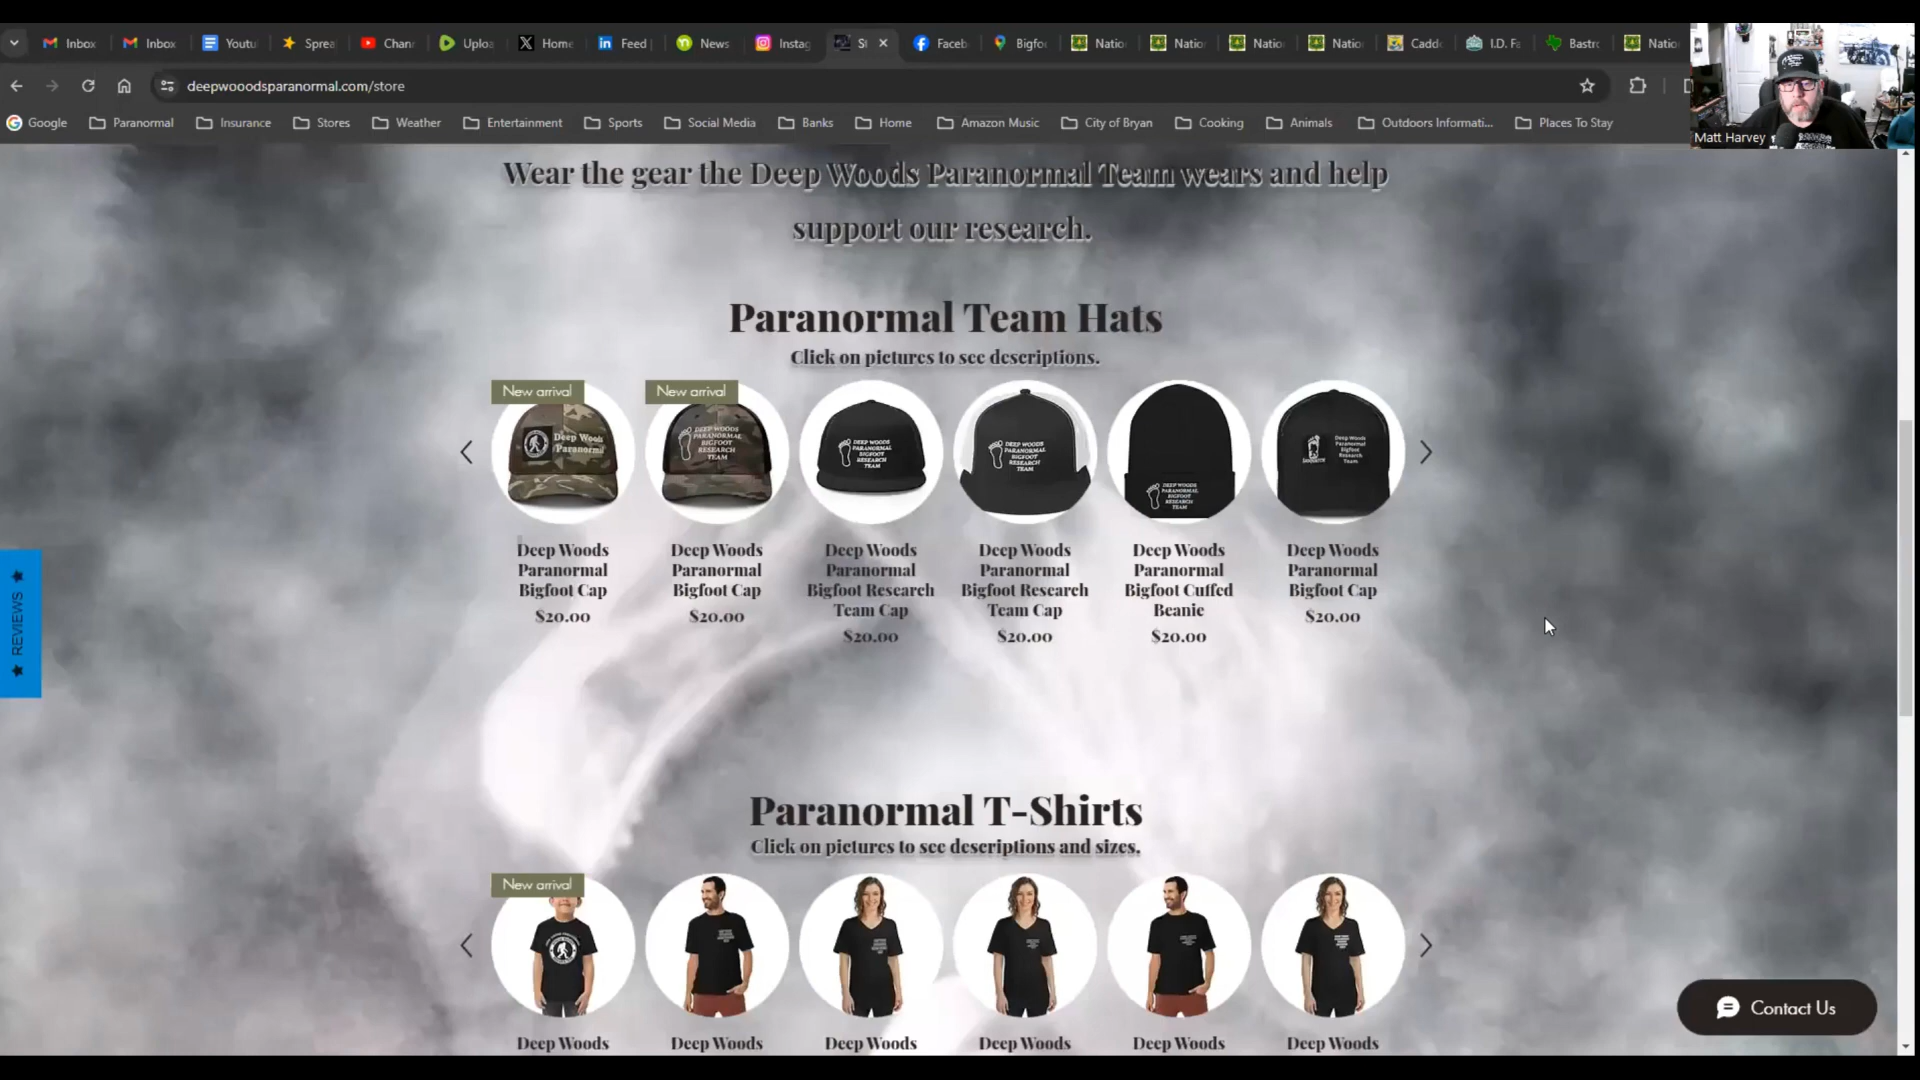 Inbox
Inbox
Youtu
Sprea
Chann
Uploa
Home
Feed
News
Instag
St
Faceb
Bigfoo
Natio
Natio
Natio
Natio
Caddo
I.D. Fa
Bastro
Natio
deepwooodsparanormal.com/store
Google
Paranormal
Insurance
Stores
Weather
Entertainment
Sports
Social Media
Banks
Home
Amazon Music
City of Bryan
Cooking
Animals
Outdoors Informati...
Places To Stay
Matt Harvey
Wear the gear the Deep Woods Paranormal Team wears and help
support our research.
Paranormal Team Hats
Click on pictures to see descriptions.
New arrival
New arrival
Deep Woods
Paranormal
DEEP WOODS
PARANORMAL
BIGFOOT
RESEARCH
TEAM
DEEP WOODS
PARANORMAL
BIGFOOT
RESEARCH
TEAM
DEEP WOODS
PARANORMAL
BIGFOOT
RESEARCH
TEAM
DEEP WOODS
PARANORMAL
BIGFOOT
RESEARCH
TEAM
Deep Woods
Paranormal
Bigfoot
Research
Team
Deep Woods
Paranormal
Bigfoot Cap
$20.00
Deep Woods
Paranormal
Bigfoot Cap
$20.00
Deep Woods
Paranormal
Bigfoot Research
Team Cap
$20.00
Deep Woods
Paranormal
Bigfoot Research
Team Cap
$20.00
Deep Woods
Paranormal
Bigfoot Cuffed
Beanie
$20.00
Deep Woods
Paranormal
Bigfoot Cap
$20.00
REVIEWS
Paranormal T-Shirts
Click on pictures to see descriptions and sizes.
New arrival
Deep Woods
Deep Woods
Deep Woods
Deep Woods
Deep Woods
Deep Woods
Contact Us